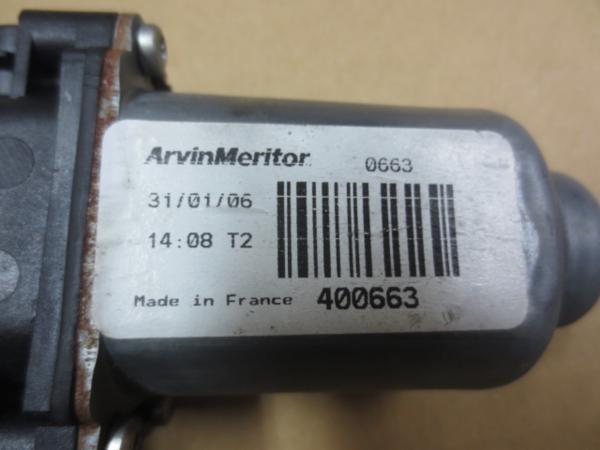 ArvinMeritor 0663
31/01/06
14:08 T2
Made in France 400663